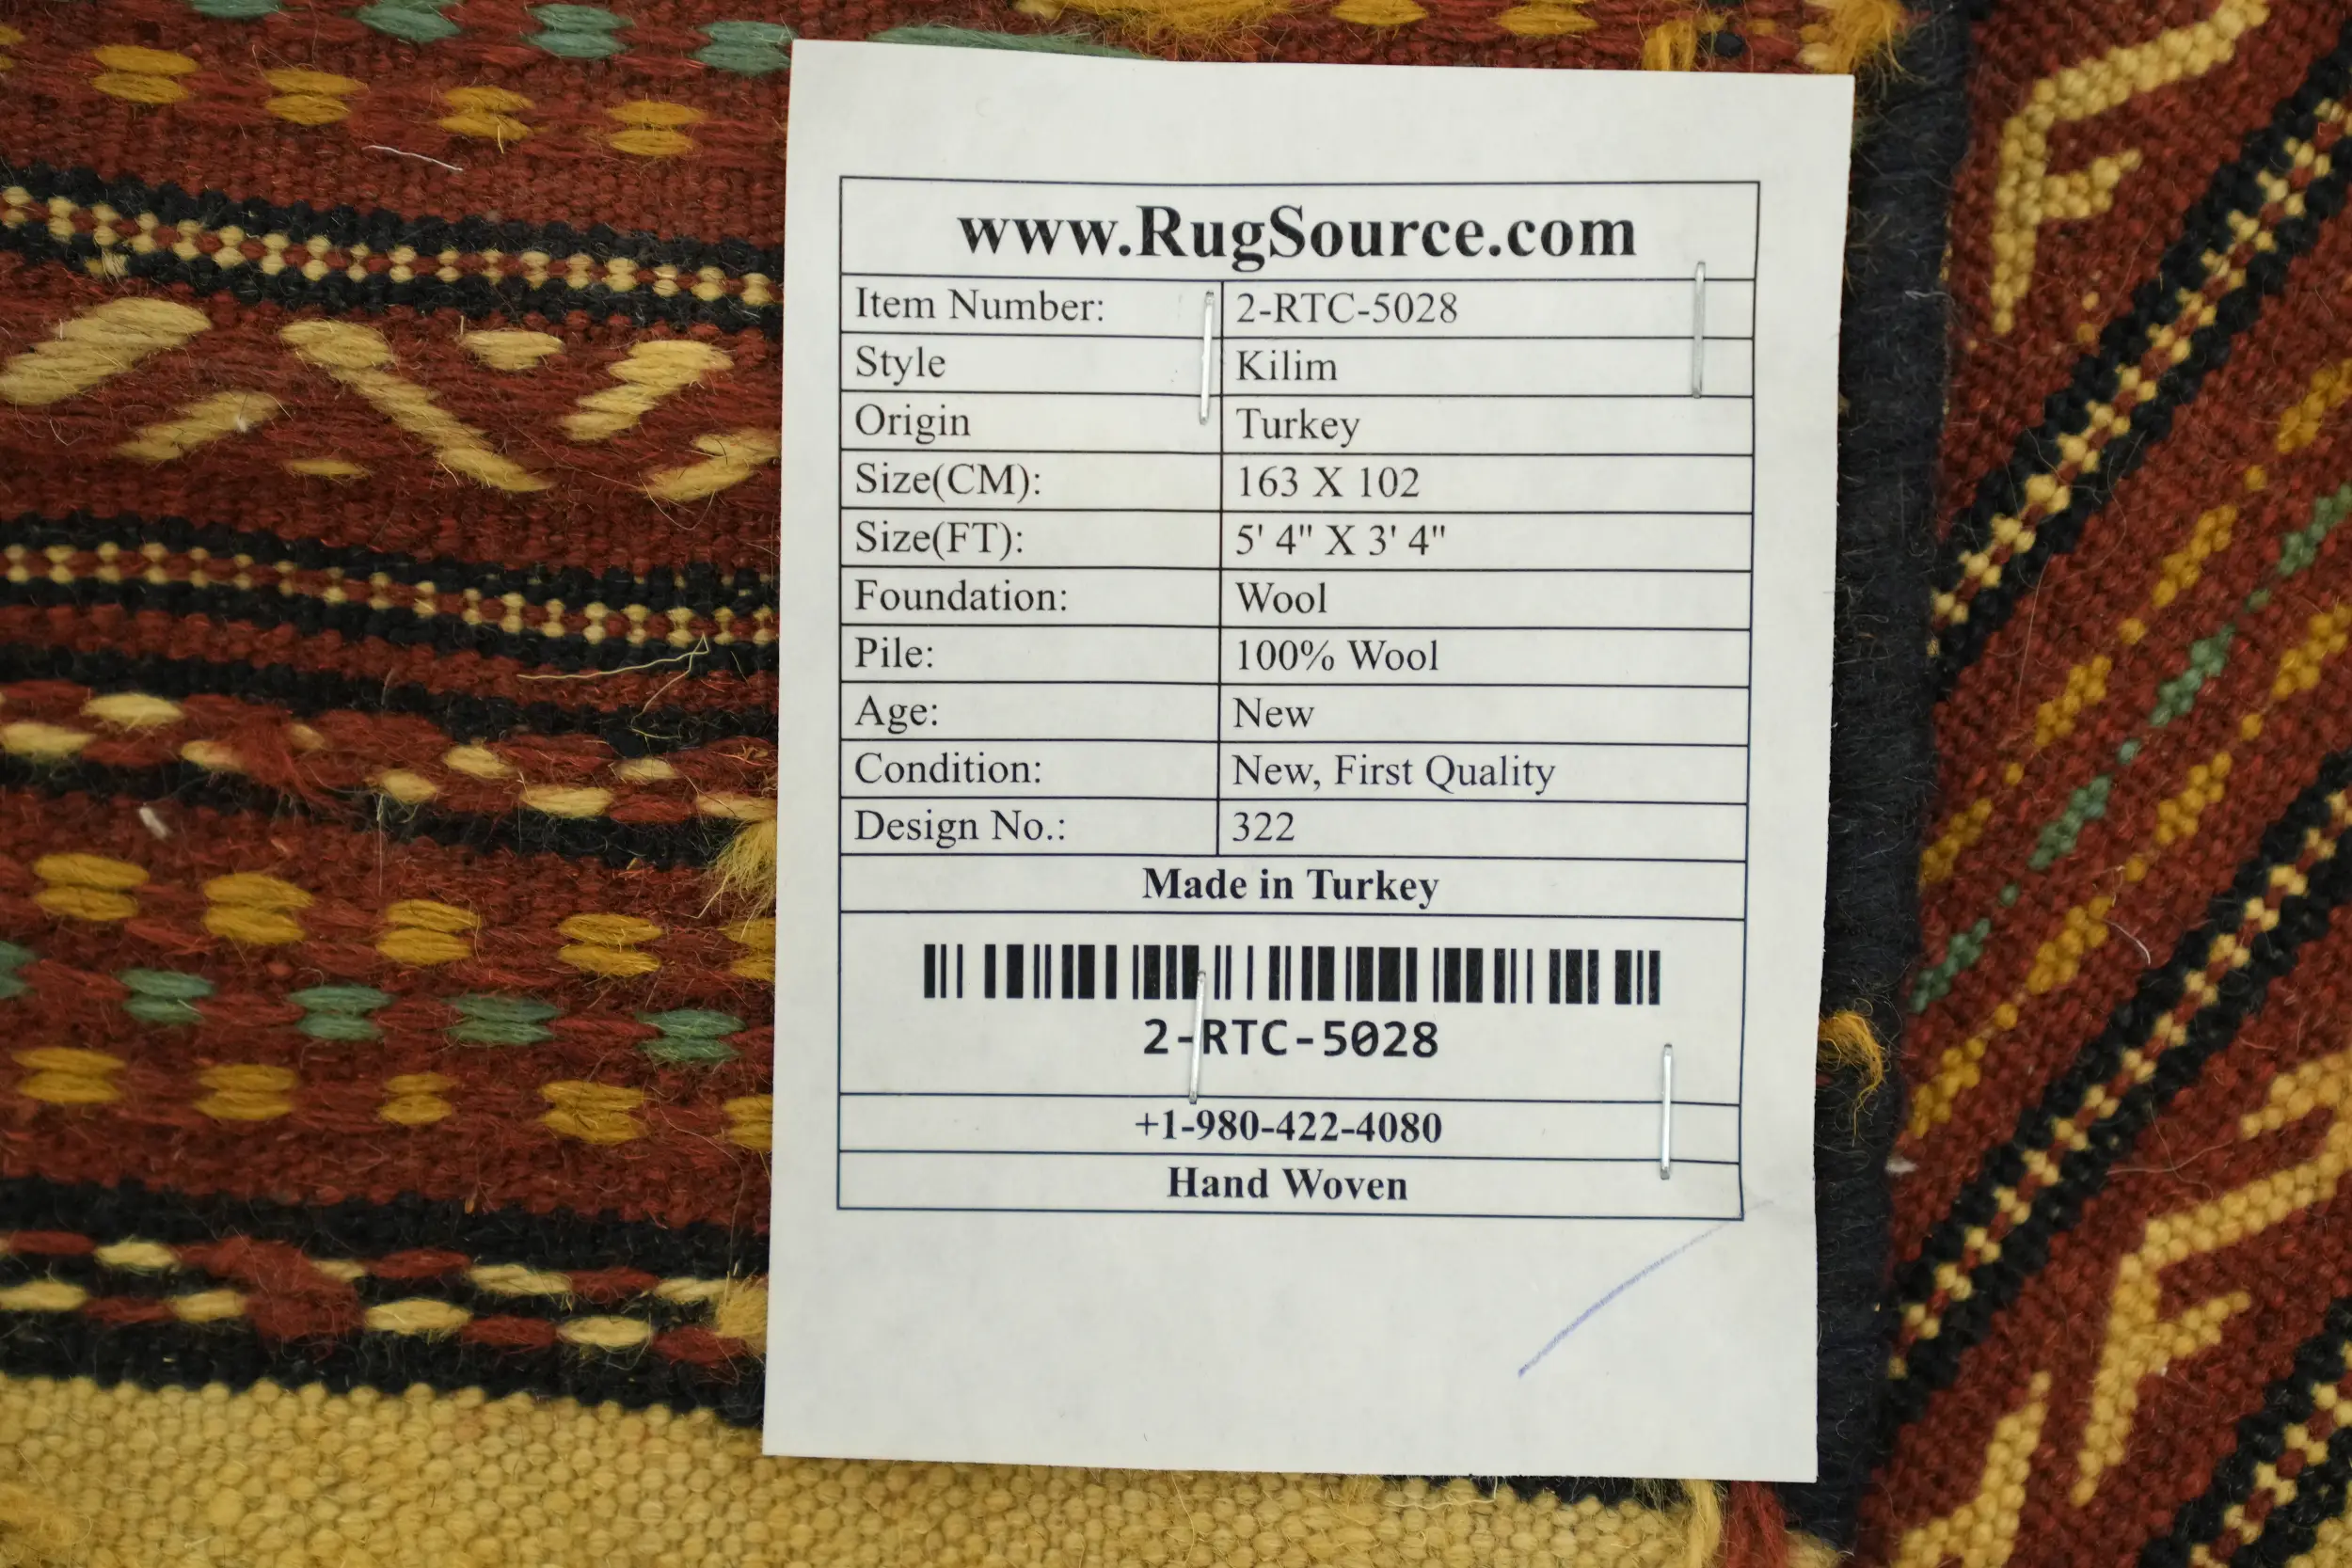 www.RugSource.com
Item Number: 2-RTC-5028
Style Kilim
Origin Turkey
Size(CM): 163 X 102
Size(FT): 5' 4" X 3' 4"
Foundation: Wool
Pile: 100% Wool
Age: New
Condition: New, First Quality
Design No.: 322
Made in Turkey
2-RTC-5028
+1-980-422-4080
Hand Woven